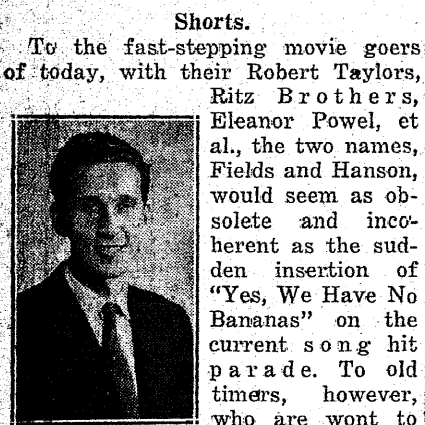 Shorts.
To the fast-stepping movie goers
of today, with their Robert Taylors,
Ritz Brothers,
Eleanor Powel, et
al., the two names,
Fields and Hanson,
would seem as ob-
solete and inco-
herent as the sud-
den insertion of
"Yes, We Have No
Bananas" on the
current song hit
parade. To old
timers, however,
who are wont to